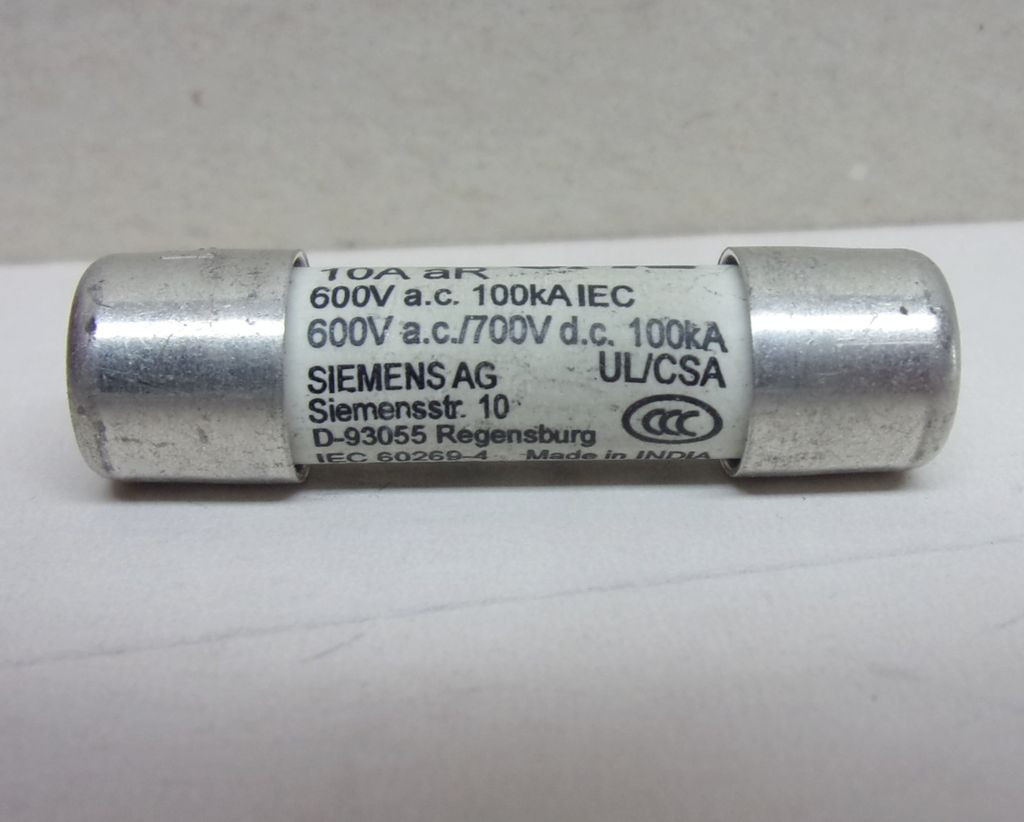 10A aR
600V a.c. 100kA IEC
600V a.c./700V d.c. 100kA
UL/CSA
SIEMENS AG
Siemensstr. 10
D-93055 Regensburg
CCC
IEC 60269-4 Made in INDIA